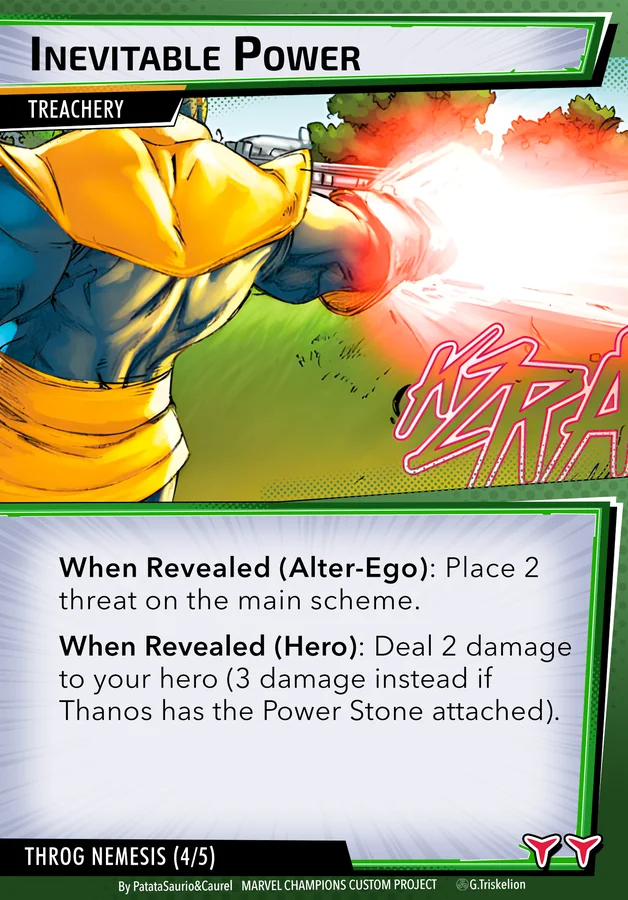 INEVITABLE POWER
TREACHERY
KZRA
When Revealed (Alter-Ego): Place 2
threat on the main scheme.
When Revealed (Hero): Deal 2 damage
to your hero (3 damage instead if
Thanos has the Power Stone attached).
THROG NEMESIS (4/5)
By PatataSaurio&Caurel MARVEL CHAMPIONS CUSTOM PROJECT G.Triskelion